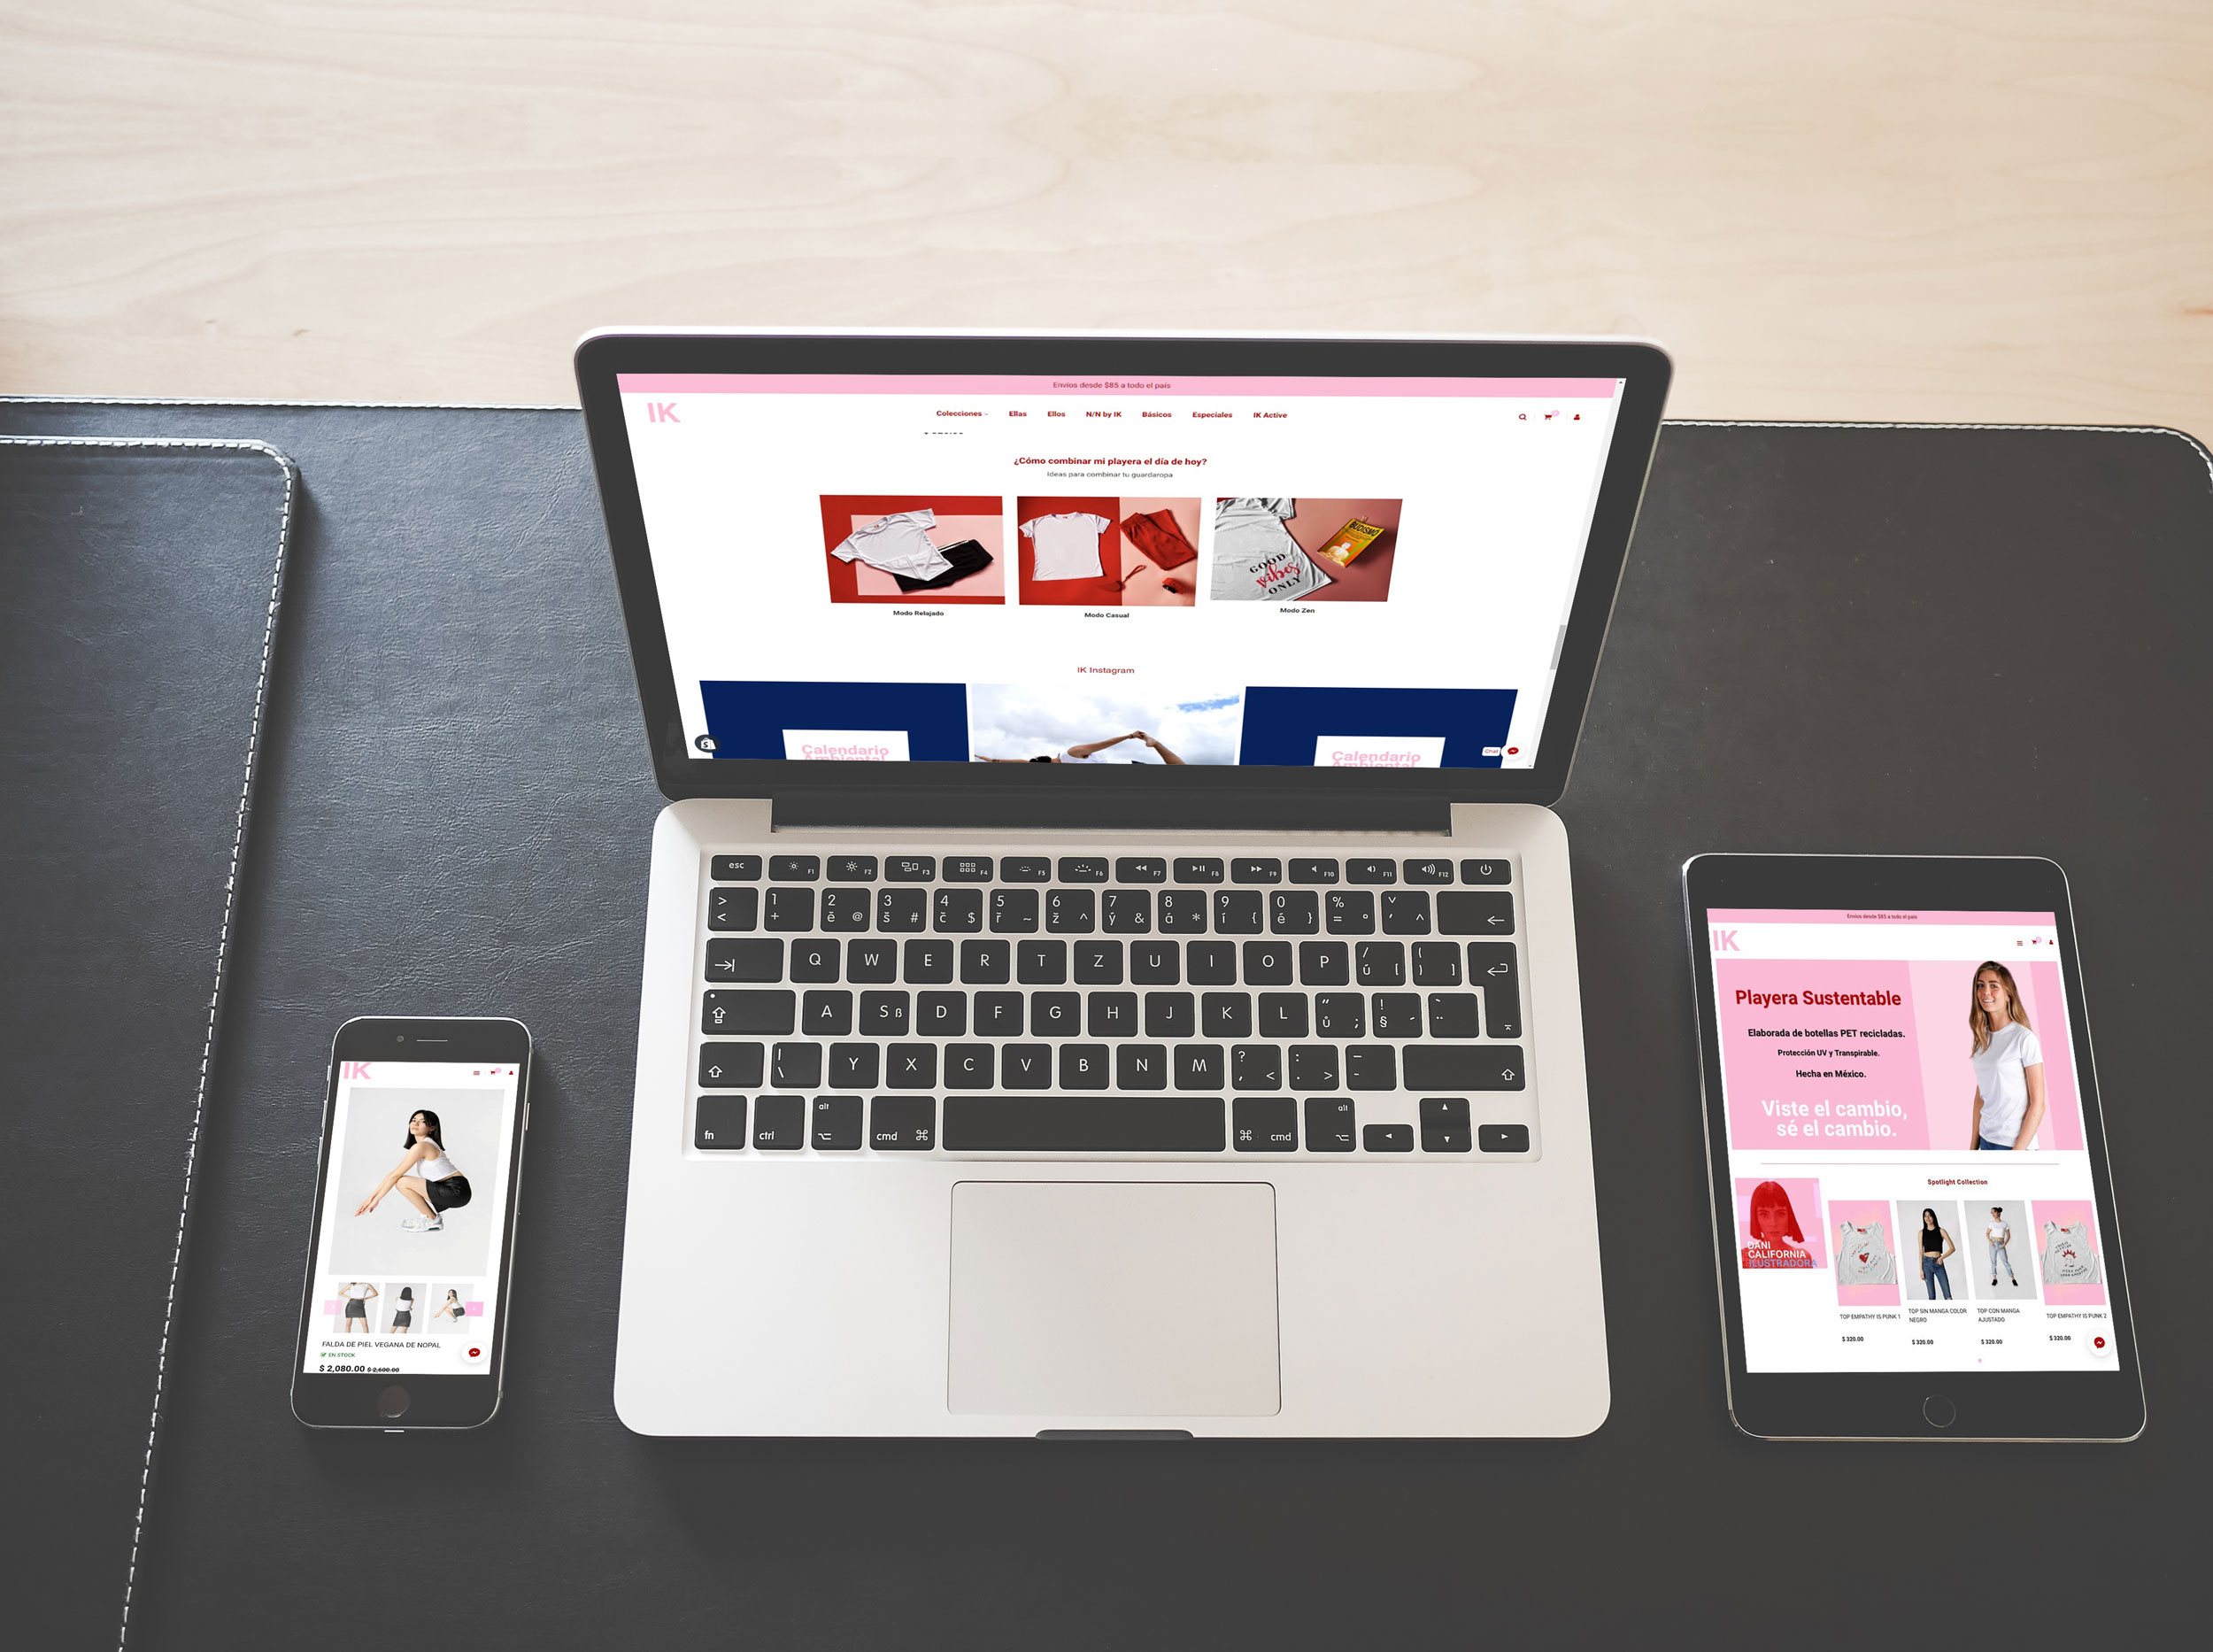 Envíos desde $85 a todo el país
IK
Colecciones
Ellas
Ellos
N/N by IK
Básicos
Especiales
IK Active
¿Cómo combinar mi playera el día de hoy?
Ideas para combinar tu guardaropa
GOOD
vibes
ONLY
Modo Relajado
Modo Casual
Modo Zen
IK Instagram
Calendario
Ambiental
Calendario
Ambiental
Chat
esc F1 F2 F3 F4 F5 F6 F7 F8 F9 F10 F11 F12
> < 1 + 2 ě @ 3 š # 4 č $ 5 ř ~ 6 ž ^ 7 ý & 8 á * 9 í { 0 é } % =
Q W E R T Z U I O P / ú [ ( ) ]
A S ß D F G H J K L " ů ; ! § -
| \ Y X C V B N M ? , < : . > _ -
fn ctrl alt cmd ⌘ ⌘ cmd alt
IK
FALDA DE PIEL VEGANA DE NOPAL
EN STOCK
$ 2,080.00 $ 2,600.00
Envíos desde $85 a todo el país
IK
Playera Sustentable
Elaborada de botellas PET recicladas.
Protección UV y Transpirable.
Hecha en México.
Viste el cambio,
sé el cambio.
Spotlight Collection
DANI
CALIFORNIA
ILUSTRADORA
TOP EMPATHY IS PUNK 1
$ 320.00
TOP SIN MANGA COLOR
NEGRO
$ 320.00
TOP CON MANGA
AJUSTADO
$ 320.00
TOP EMPATHY IS PUNK 2
$ 320.00